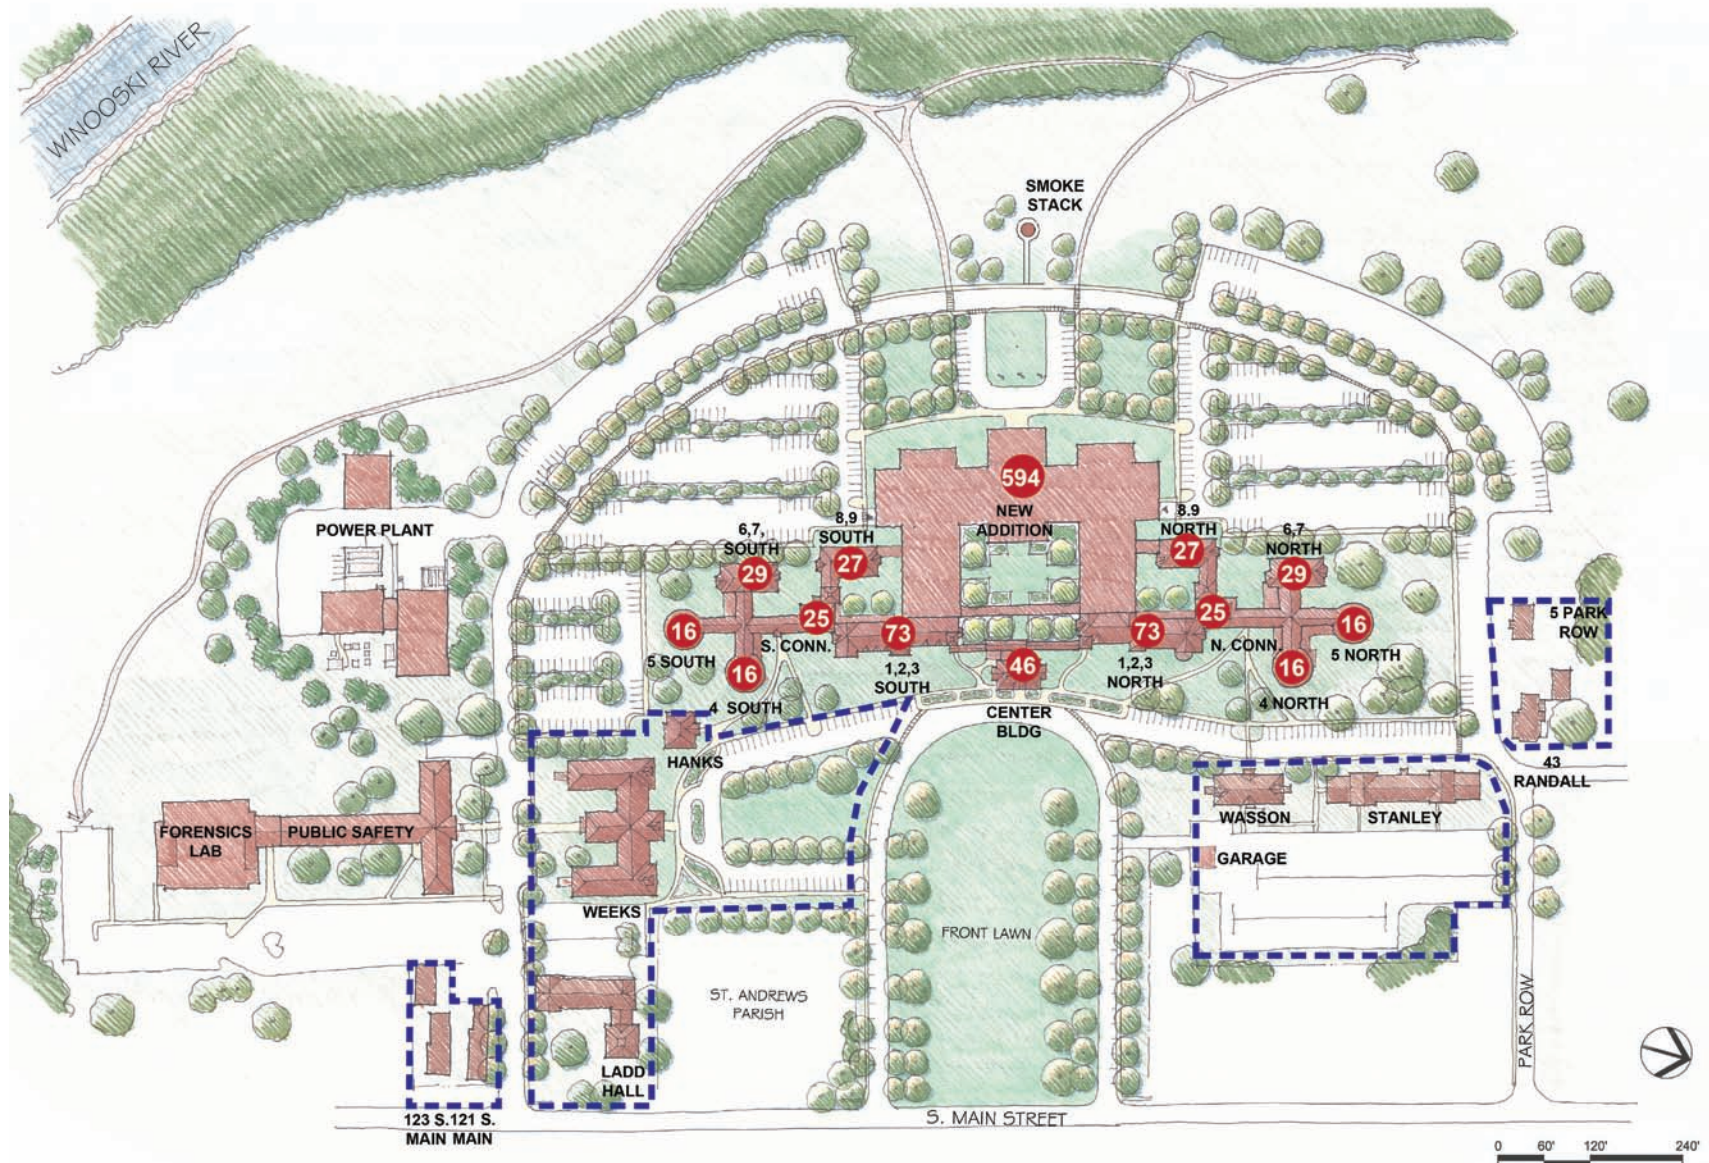 WINOOSKI RIVER
SMOKE
STACK
594
NEW
ADDITION
POWER PLANT
6,7,
SOUTH
29
8,9
SOUTH
27
8.9
NORTH
27
6,7
NORTH
29
16
5 SOUTH
25
S. CONN.
73
1,2,3
SOUTH
16
4 SOUTH
46
CENTER
BLDG
73
1,2,3
NORTH
25
N. CONN.
16
5 NORTH
16
4 NORTH
5 PARK
ROW
43
RANDALL
HANKS
FORENSICS
LAB
PUBLIC SAFETY
WEEKS
WASSON
STANLEY
GARAGE
FRONT LAWN
ST. ANDREWS
PARISH
LADD
HALL
PARK ROW
123 S.
MAIN
121 S.
MAIN
S. MAIN STREET
0 60' 120' 240'